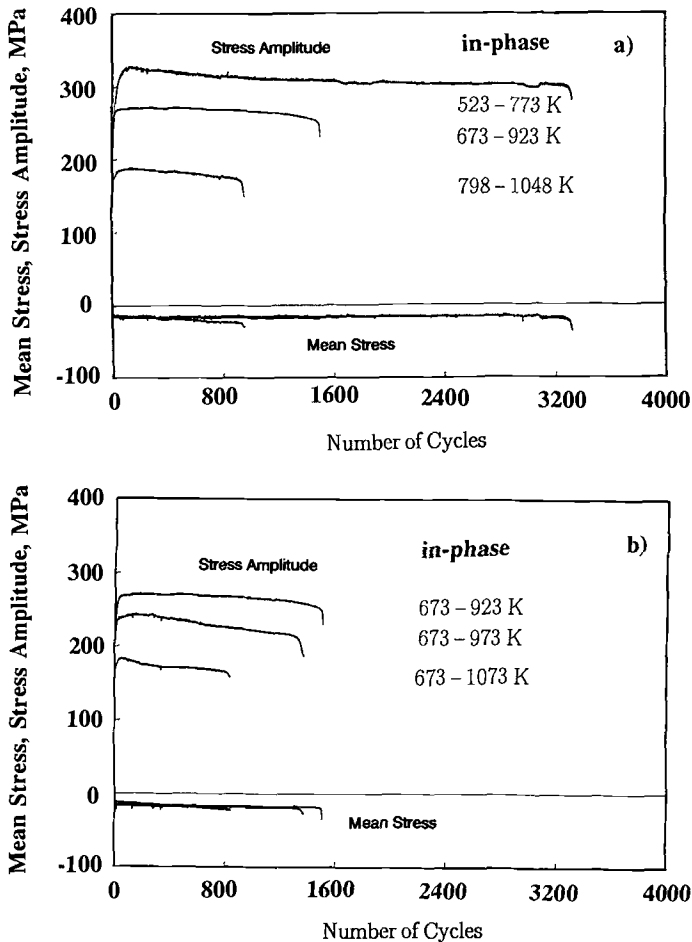 Mean Stress, Stress Amplitude, MPa
400
300
200
100
0
-100
Stress Amplitude
in-phase
a)
523 – 773 K
673 – 923 K
798 – 1048 K
Mean Stress
0
800
1600
2400
3200
4000
Number of Cycles
Mean Stress, Stress Amplitude, MPa
400
300
200
100
0
-100
Stress Amplitude
in-phase
b)
673 – 923 K
673 – 973 K
673 – 1073 K
Mean Stress
0
800
1600
2400
3200
4000
Number of Cycles